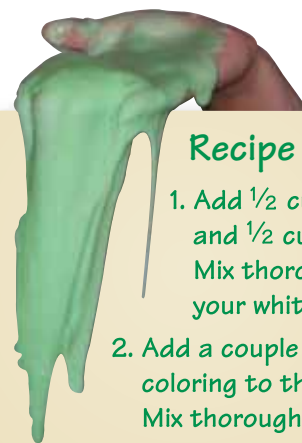 Recipe
1. Add 1/2 c
and 1/2 cu
Mix thoro
your whit
2. Add a couple
coloring to th
Mix thorough